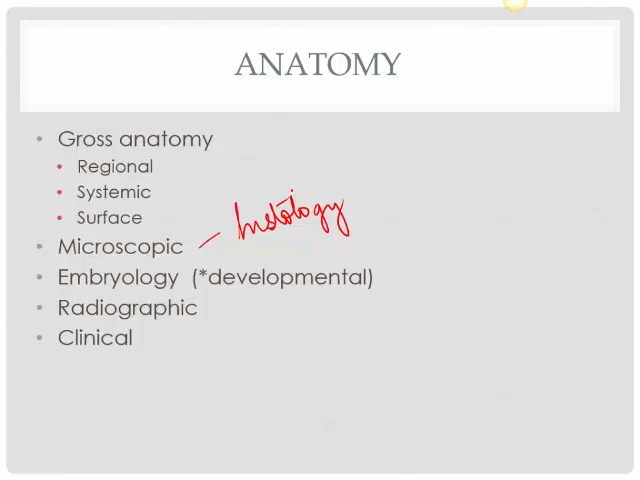 ANATOMY
• Gross anatomy
• Regional
• Systemic
• Surface
• Microscopic – histology
• Embryology (*developmental)
• Radiographic
• Clinical